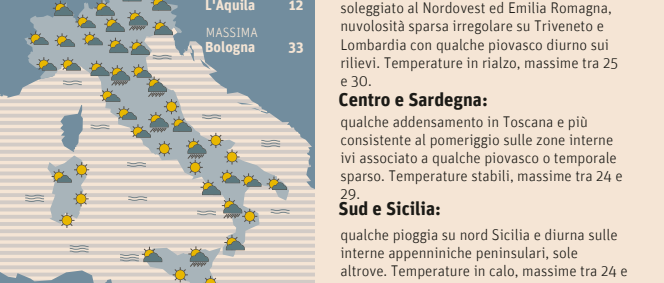 L'Aquila 12
MASSIMA
Bologna 33
soleggiato al Nordovest ed Emilia Romagna,
nuvolosità sparsa irregolare su Triveneto e
Lombardia con qualche piovasco diurno sui
rilievi. Temperature in rialzo, massime tra 25
e 30.
Centro e Sardegna:
qualche addensamento in Toscana e più
consistente al pomeriggio sulle zone interne
ivi associato a qualche piovasco o temporale
sparso. Temperature stabili, massime tra 24 e
29.
Sud e Sicilia:
qualche pioggia su nord Sicilia e diurna sulle
interne appenniniche peninsulari, sole
altrove. Temperature in calo, massime tra 24 e